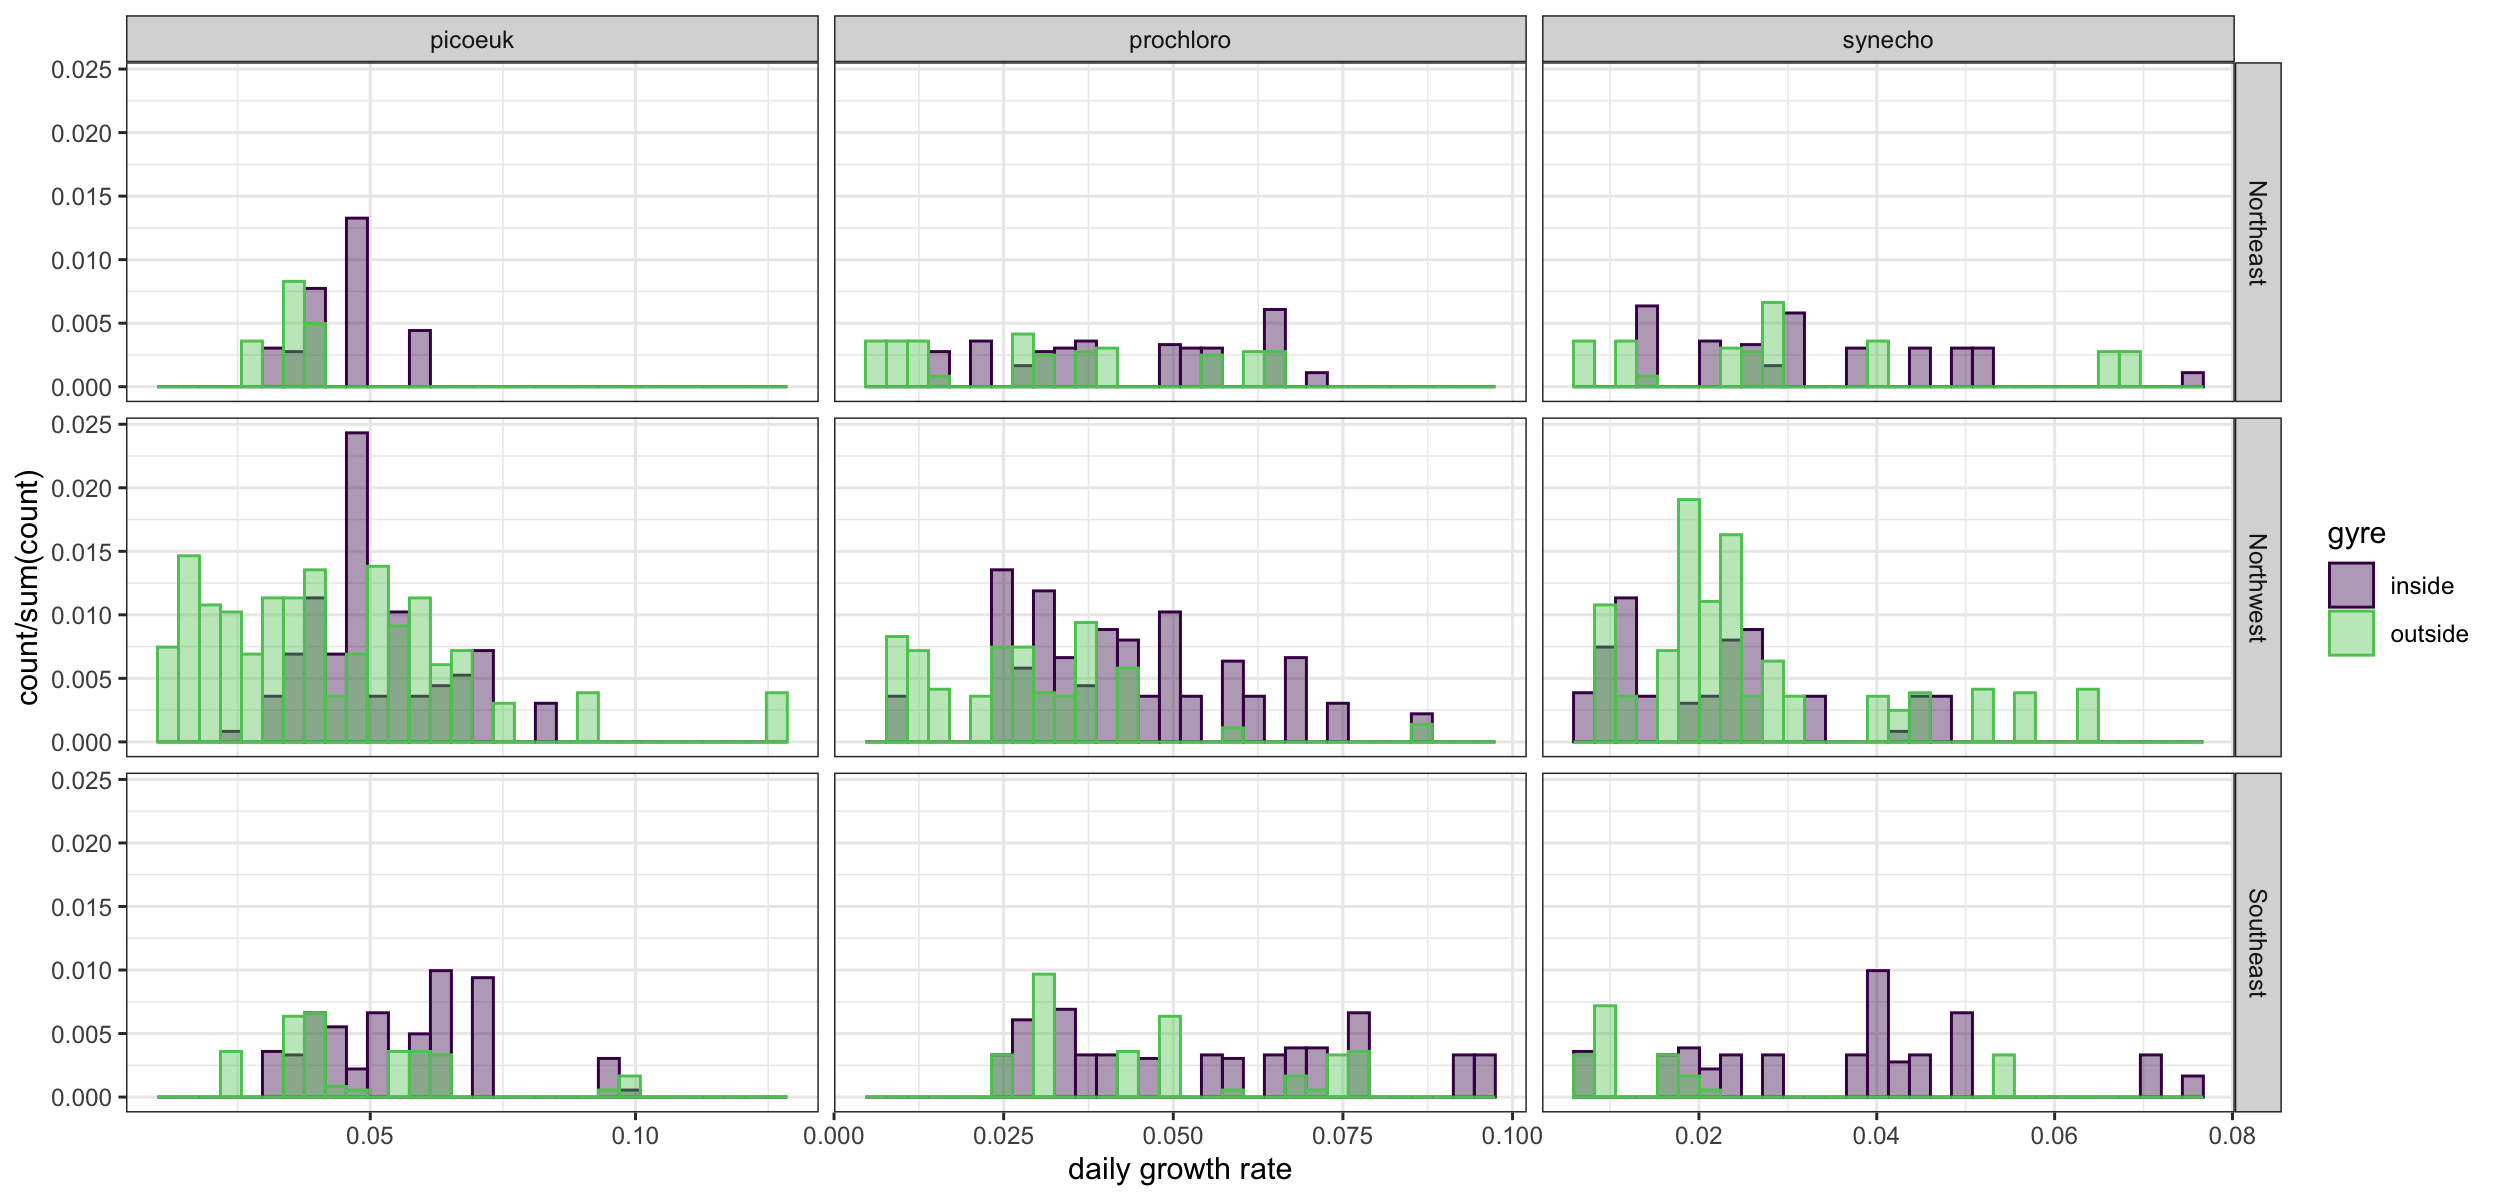 picoeuk prochloro synecho
0.025
0.020
0.015
0.010
0.005
0.000
Northeast
0.025
0.020
0.015
0.010
0.005
0.000
Northwest
0.025
0.020
0.015
0.010
0.005
0.000
Southeast
count/sum(count)
0.05 0.10 0.000 0.025 0.050 0.075 0.100 0.02 0.04 0.06 0.08
daily growth rate
gyre
inside
outside